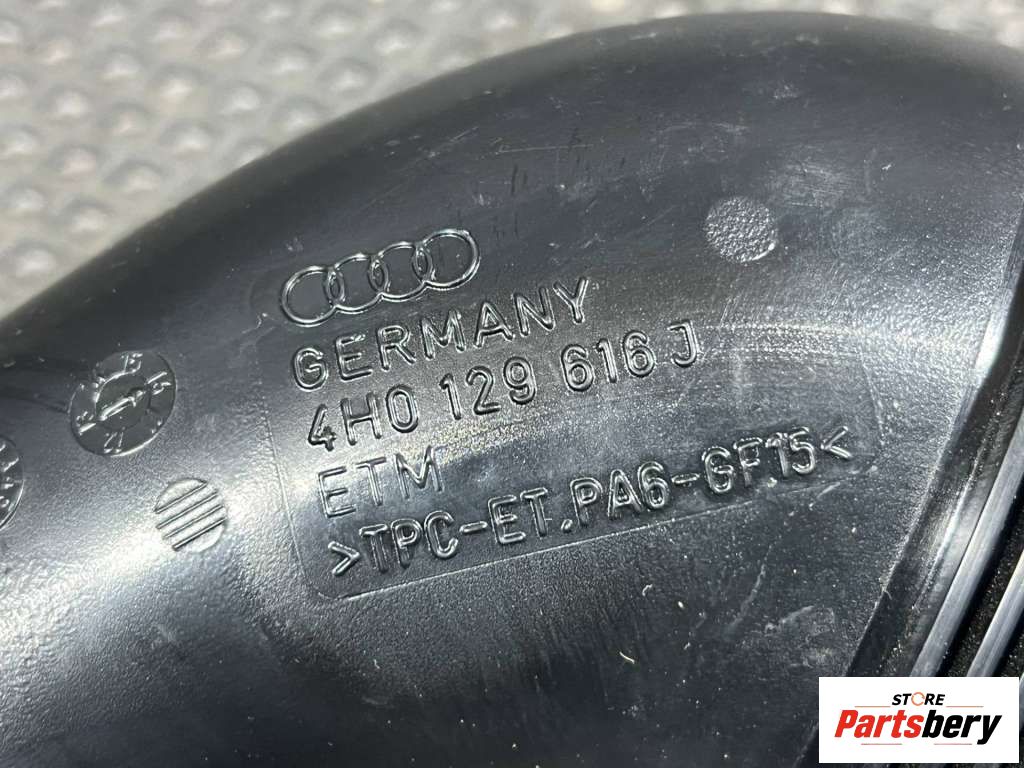 GERMANY
4H0 129 616 J
ETM
>TPC-ET.PA6-GF15<
STORE
Partsbery